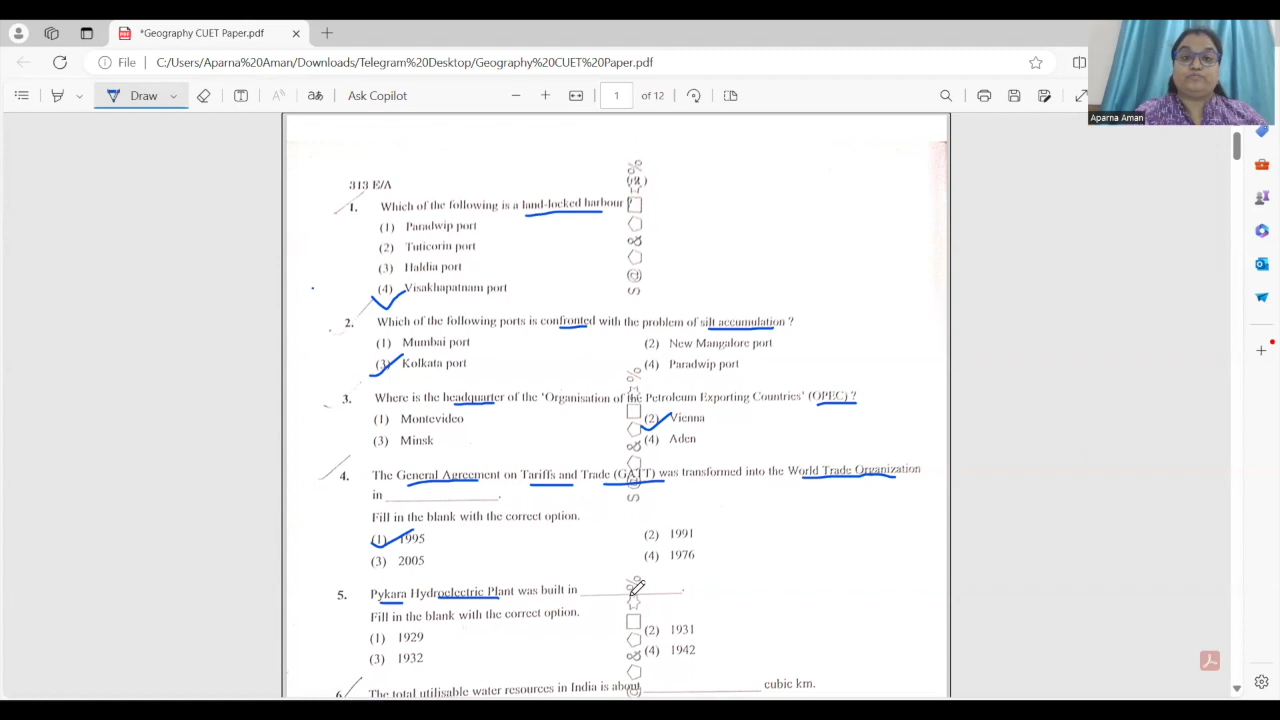 *Geography CUET Paper.pdf
File C:/Users/Aparna%20Aman/Downloads/Telegram%20Desktop/Geography%20CUET%20Paper.pdf
Draw
Ask Copilot
1 of 12
Aparna Aman
313 E/A
1. Which of the following is a land-locked harbour ?
(1) Paradwip port
(2) Tuticorin port
(3) Haldia port
(4) Visakhapatnam port
2. Which of the following ports is confronted with the problem of silt accumulation ?
(1) Mumbai port (2) New Mangalore port
(3) Kolkata port (4) Paradwip port
3. Where is the headquarter of the ‘Organisation of the Petroleum Exporting Countries’ (OPEC) ?
(1) Montevideo (2) Vienna
(3) Minsk (4) Aden
4. The General Agreement on Tariffs and Trade (GATT) was transformed into the World Trade Organization
in ____________.
Fill in the blank with the correct option.
(1) 1995 (2) 1991
(3) 2005 (4) 1976
5. Pykara Hydroelectric Plant was built in ____________.
Fill in the blank with the correct option.
(1) 1929 (2) 1931
(3) 1932 (4) 1942
6. The total utilisable water resources in India is about ____________ cubic km.